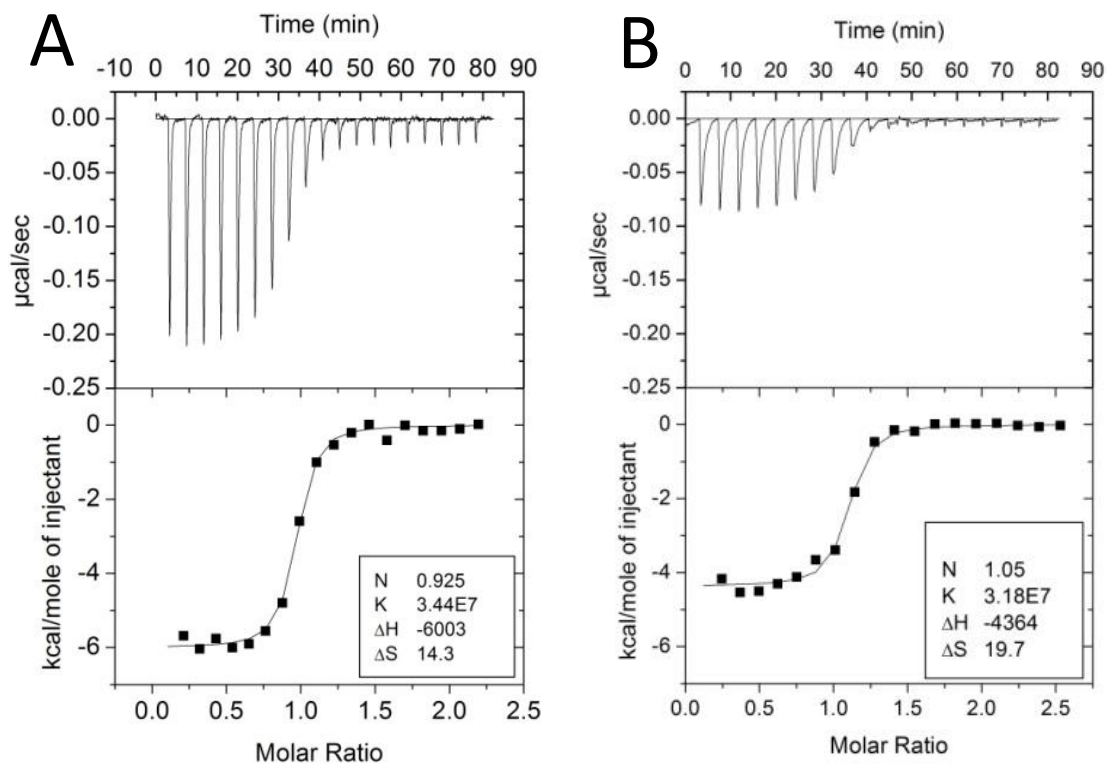 A
Time (min)
-10 0 10 20 30 40 50 60 70 80 90
0.00
-0.05
-0.10
-0.15
-0.20
-0.25
µcal/sec
0
-2
-4
-6
kcal/mole of injectant
N 0.925
K 3.44E7
ΔH -6003
ΔS 14.3
0.0 0.5 1.0 1.5 2.0 2.5
Molar Ratio
B
Time (min)
0 10 20 30 40 50 60 70 80 90
0.00
-0.05
-0.10
-0.15
-0.20
-0.25
µcal/sec
0
-2
-4
-6
kcal/mole of injectant
N 1.05
K 3.18E7
ΔH -4364
ΔS 19.7
0.0 0.5 1.0 1.5 2.0 2.5
Molar Ratio